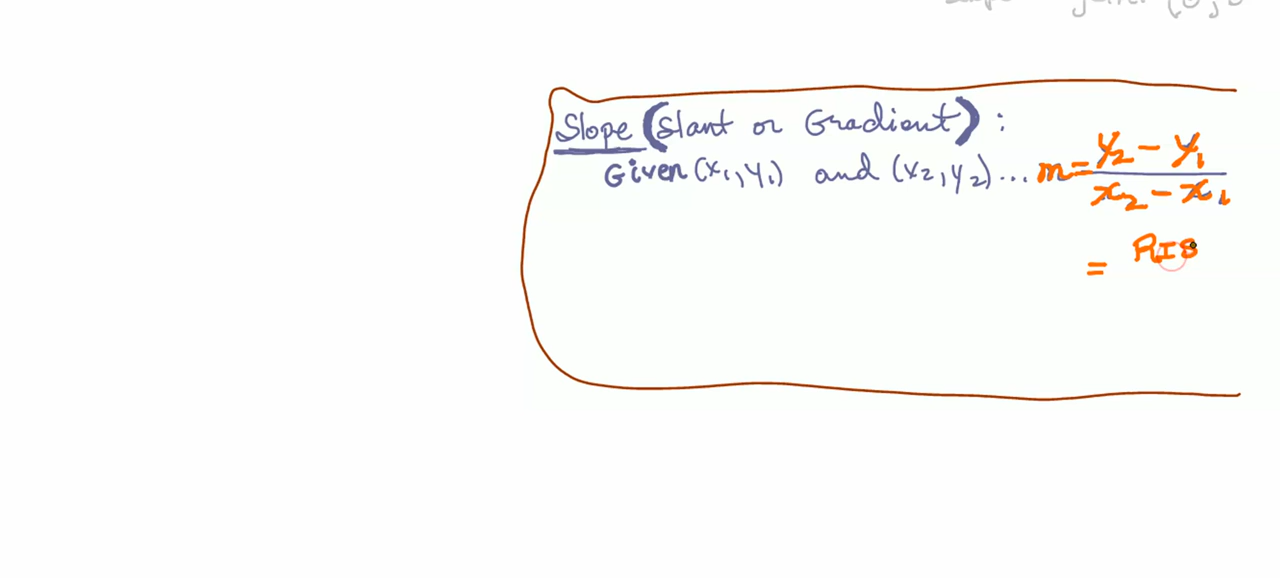 Slope (Slant or Gradient) :
Given (x₁, y₁) and (x₂, y₂) ... m = y₂ - y₁ / x₂ - x₁
= RIS